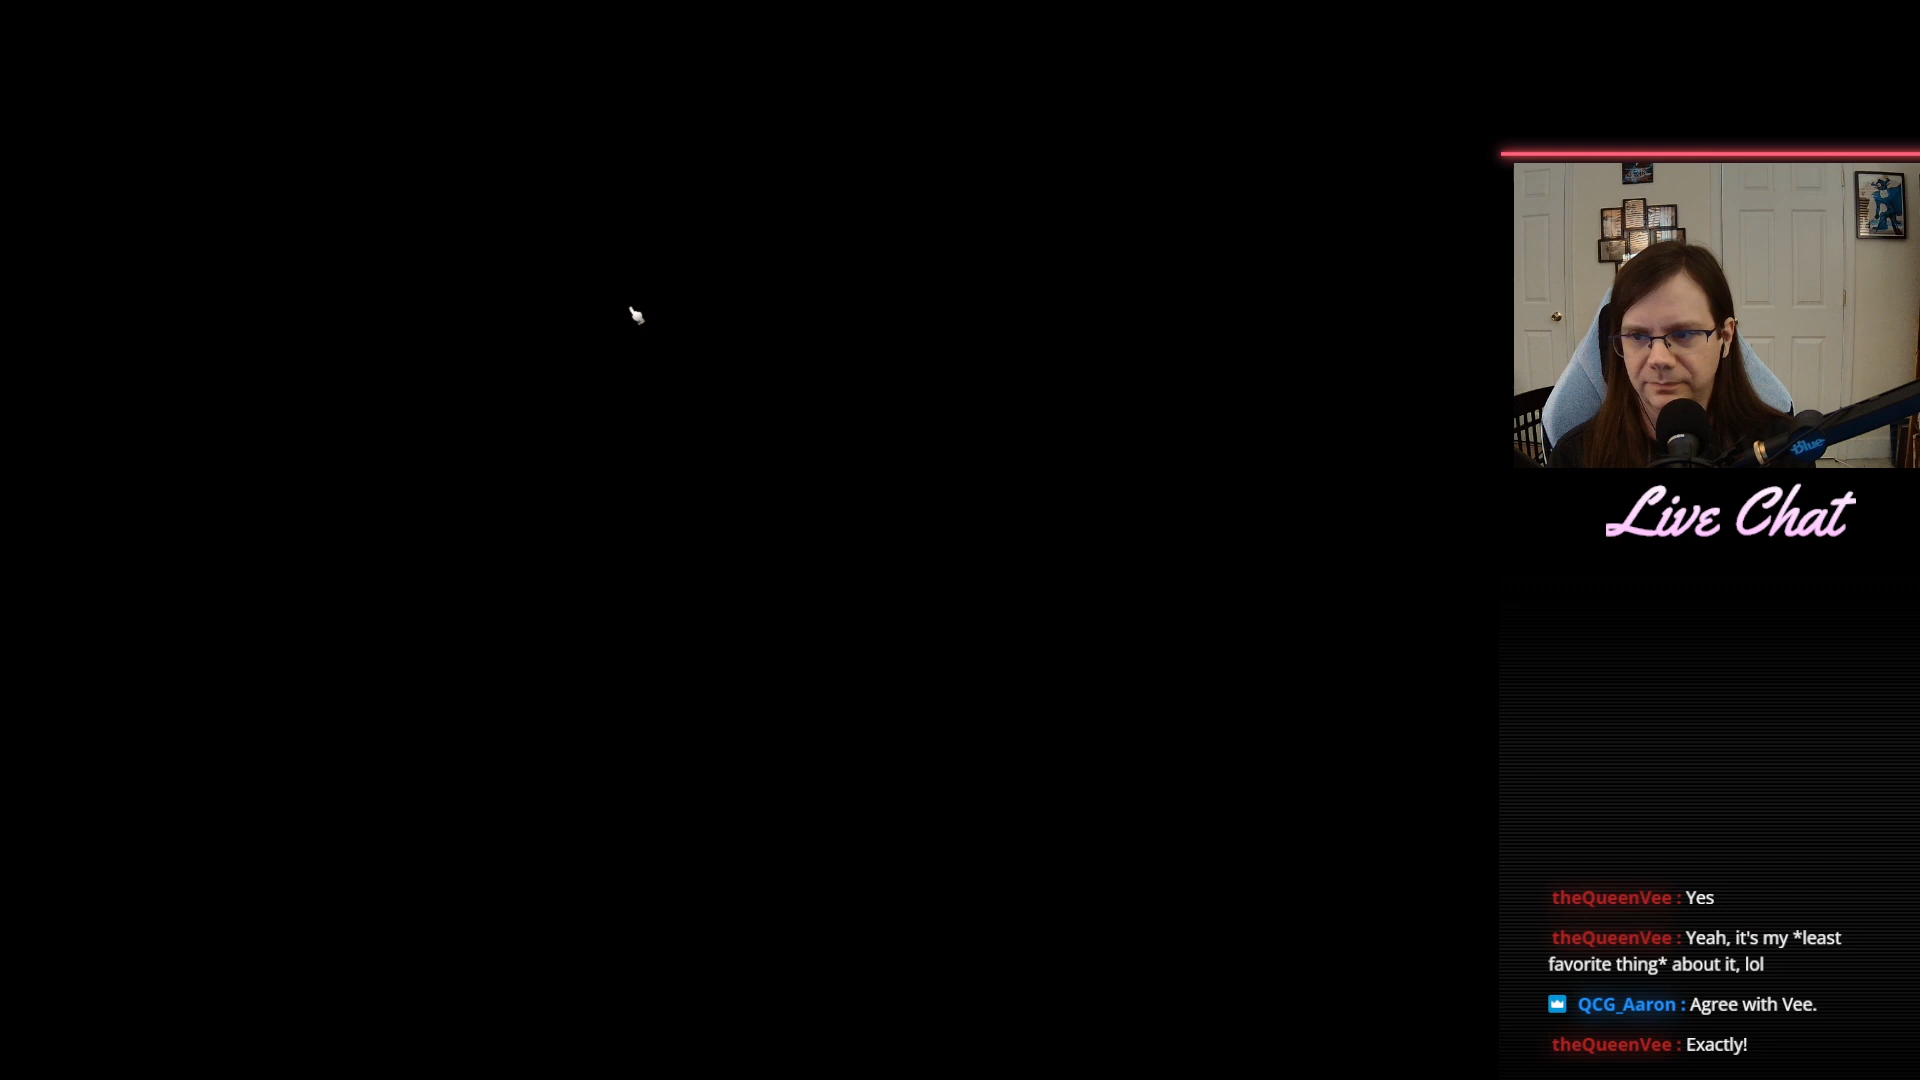 Blue
Live Chat
theQueenVee : Yes
theQueenVee : Yeah, it's my *least
favorite thing* about it, lol
QCG_Aaron : Agree with Vee.
theQueenVee : Exactly!